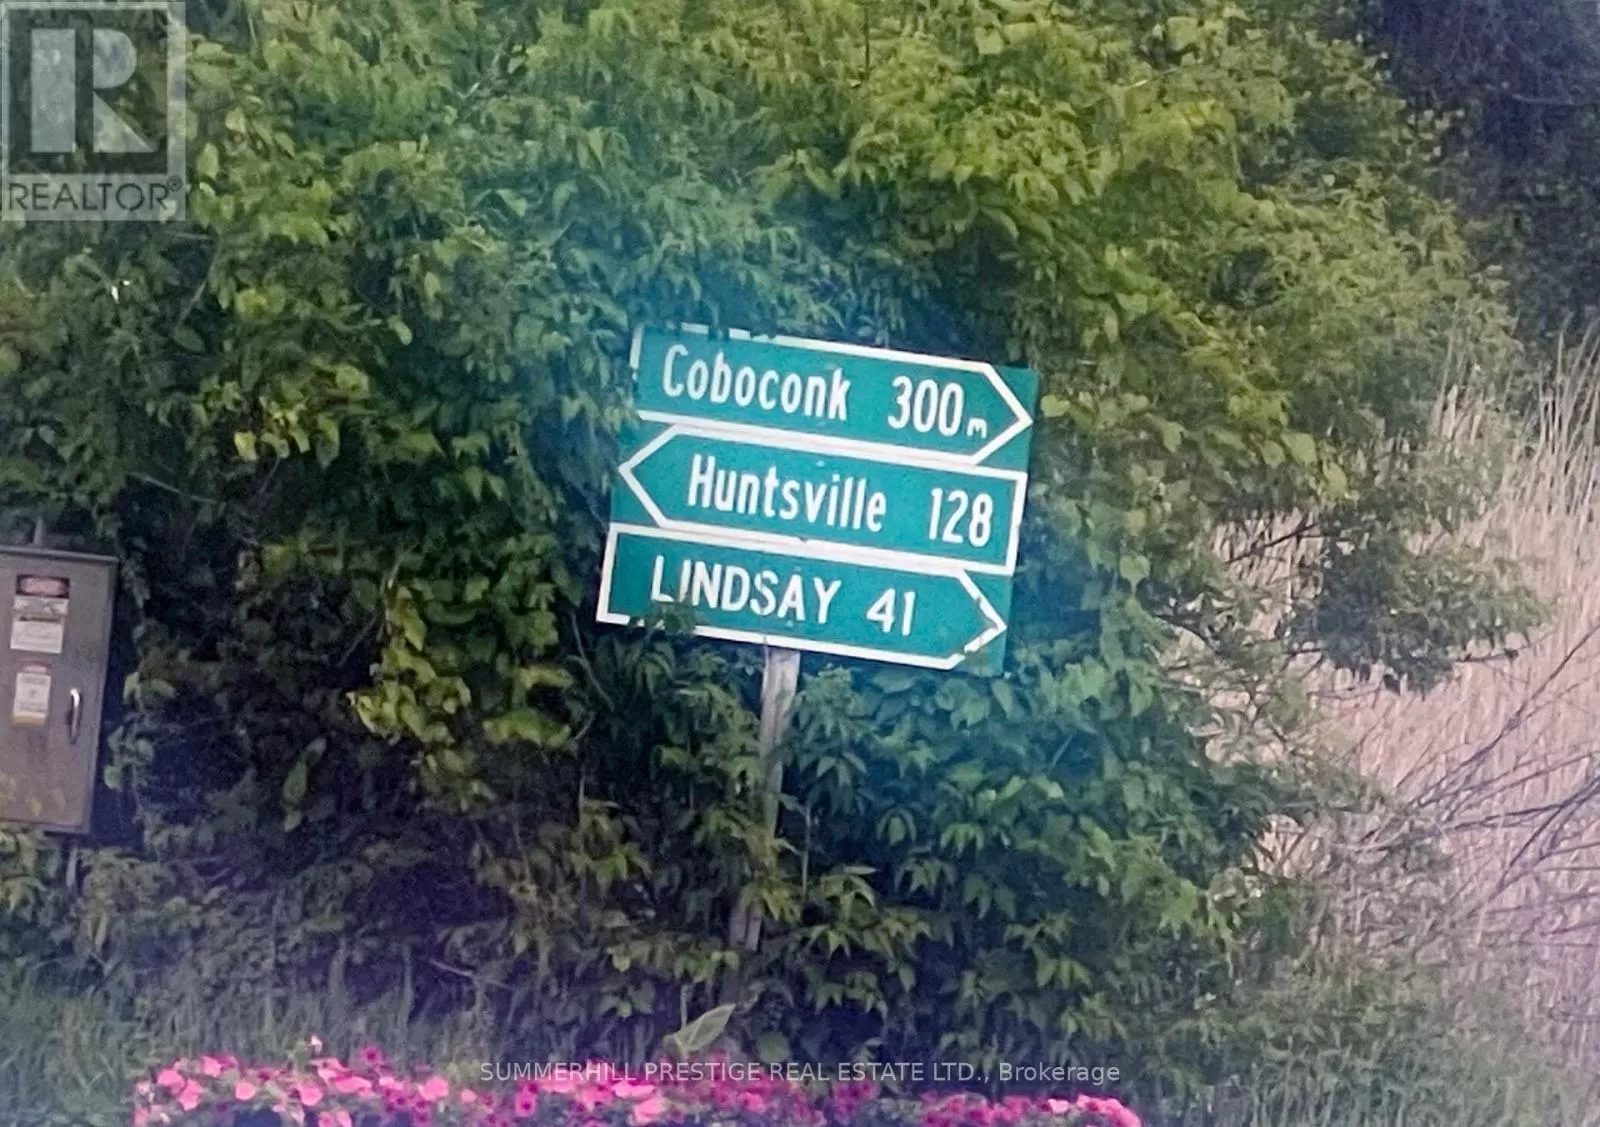 REALTOR®
Coboconk 300m
Huntsville 128
LINDSAY 41
SUMMERHILL PRESTIGE REAL ESTATE LTD., Brokerage